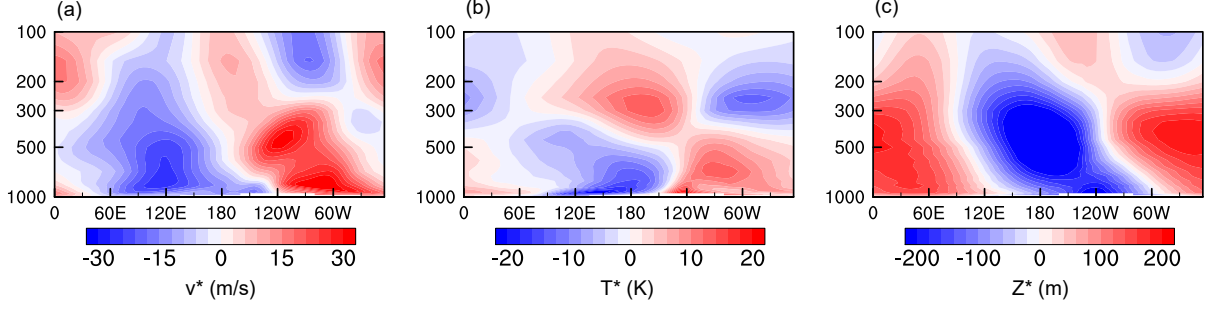 (a) (b) (c)
100 100 100
200 200 200
300 300 300
500 500 500
1000 1000 1000
0 60E 120E 180 120W 60W 0 60E 120E 180 120W 60W 0 60E 120E 180 120W 60W
-30 -15 0 15 30 -20 -10 0 10 20 -200 -100 0 100 200
v* (m/s) T* (K) Z* (m)